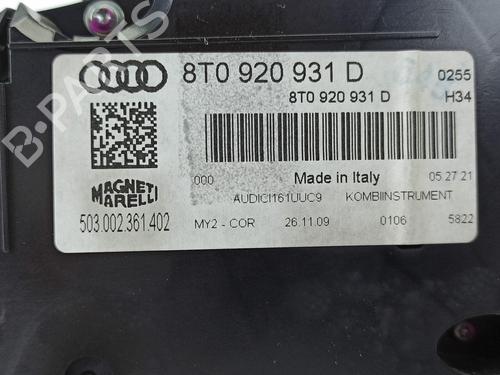 8T0 920 931 D
0255
8T0 920 931 D
H34
000
Made in Italy
05 27 21
MAGNETI
MARELLI
AUDICI161UUC9
KOMBIINSTRUMENT
503.002.361.402
MY2 - COR
26.11.09
0106
5822
B-PARTS